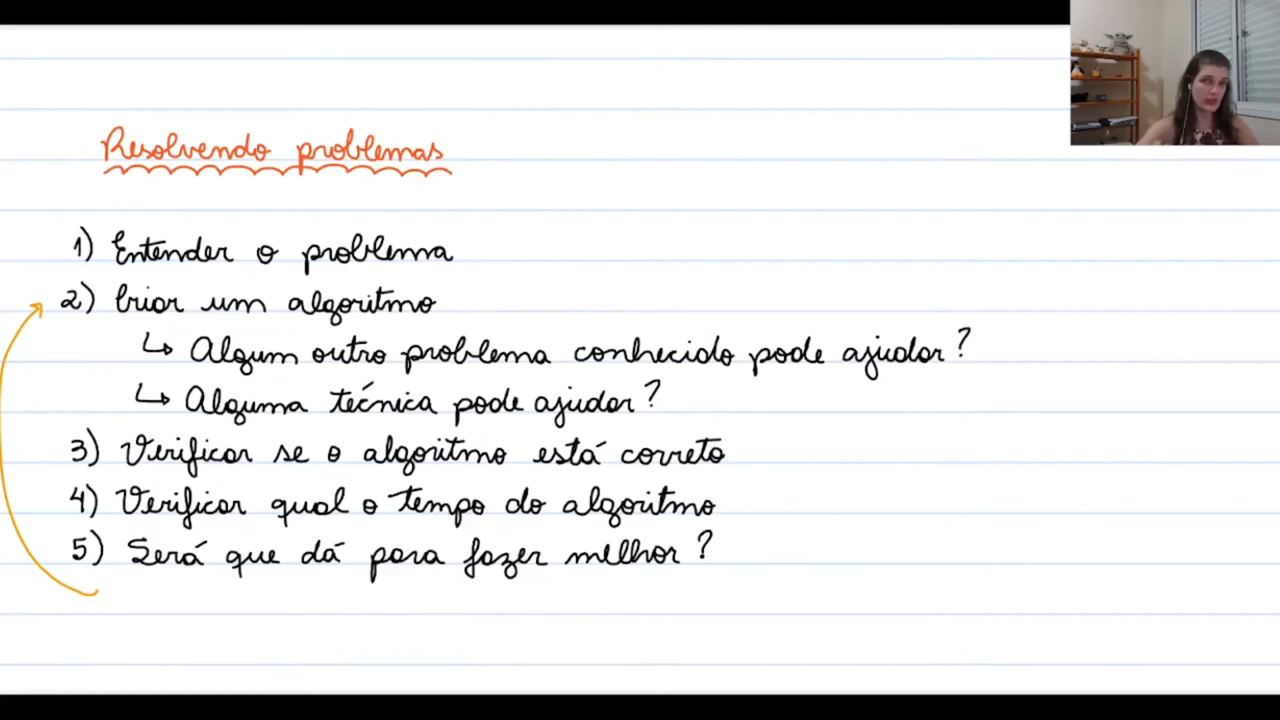 Resolvendo problemas
1) Entender o problema
2) Criar um algoritmo
↳ Algum outro problema conhecido pode ajudar?
↳ Alguma técnica pode ajudar?
3) Verificar se o algoritmo está correto
4) Verificar qual o tempo do algoritmo
5) Será que dá para fazer melhor?